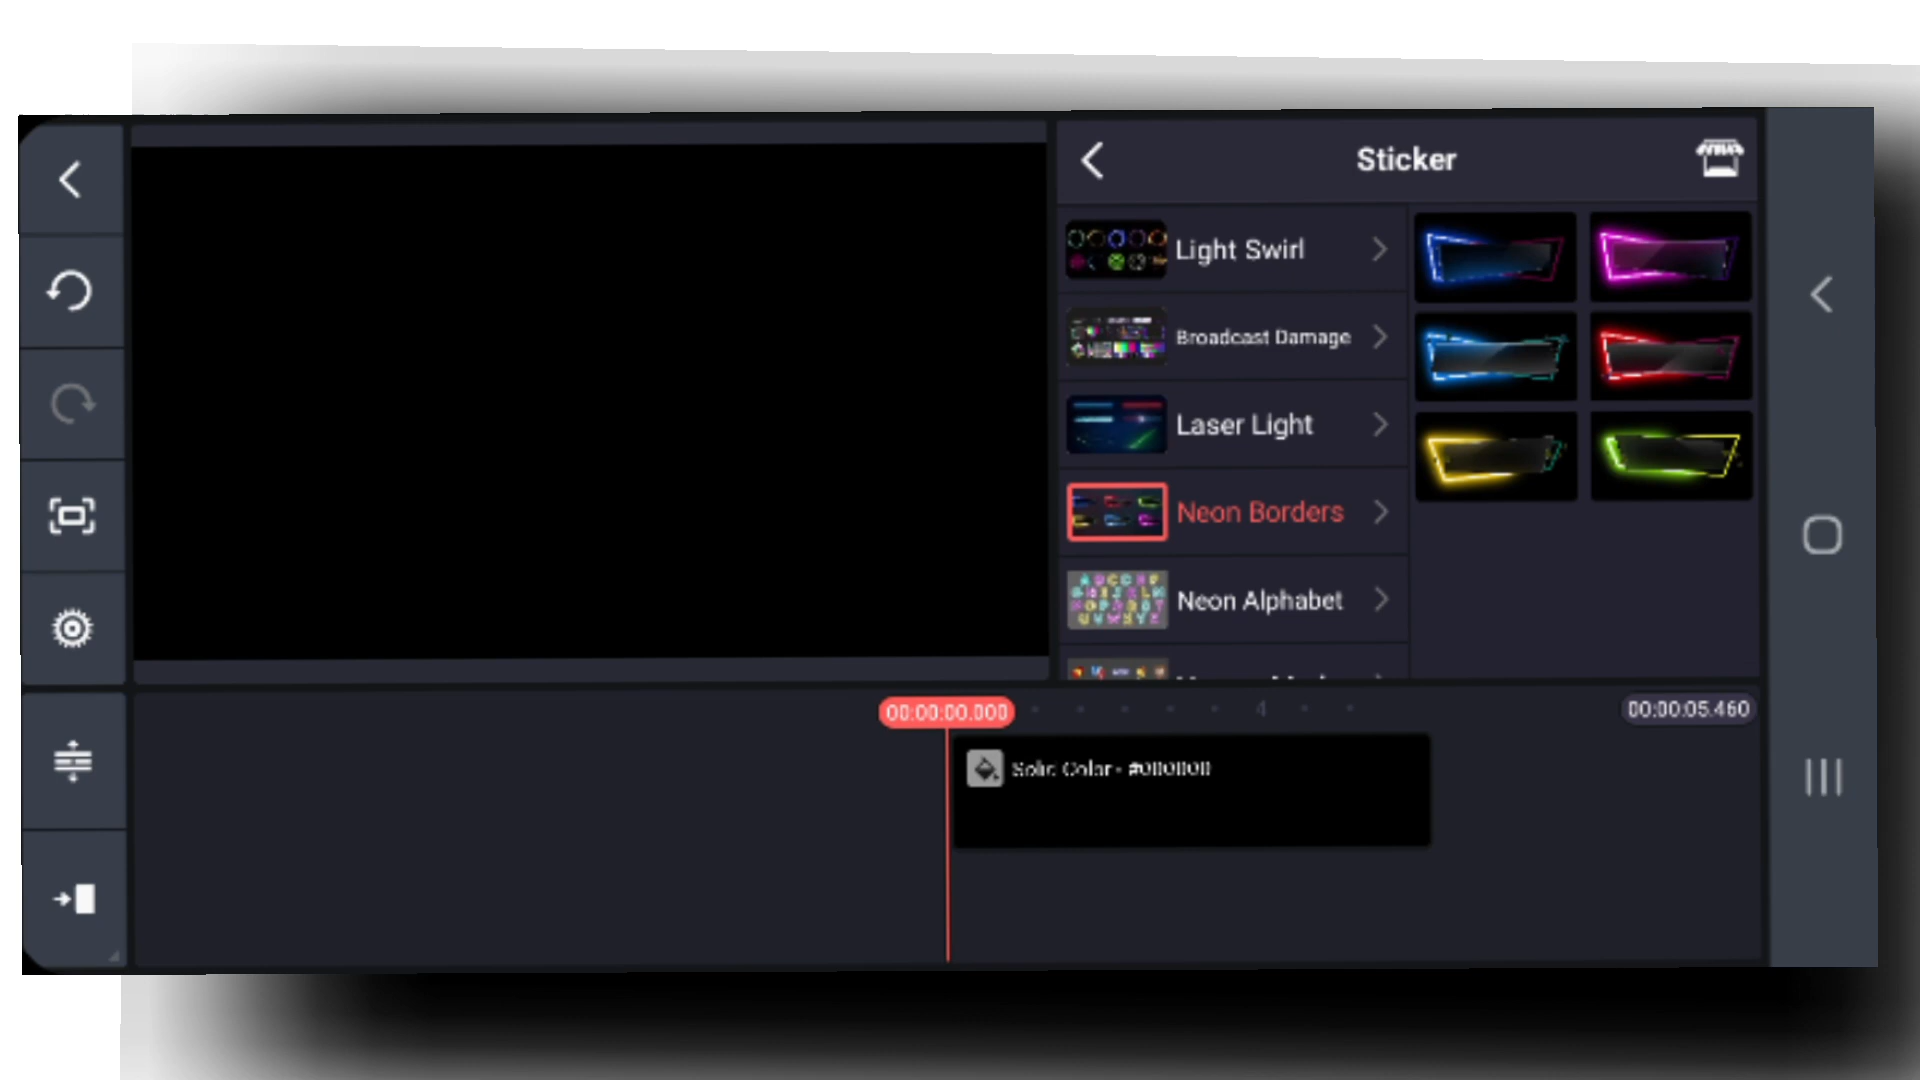 Sticker
Light Swirl
Broadcast Damage
Laser Light
Neon Borders
Neon Alphabet
00:00:00.000
4
00:00:05.460
Solid Color - #000000